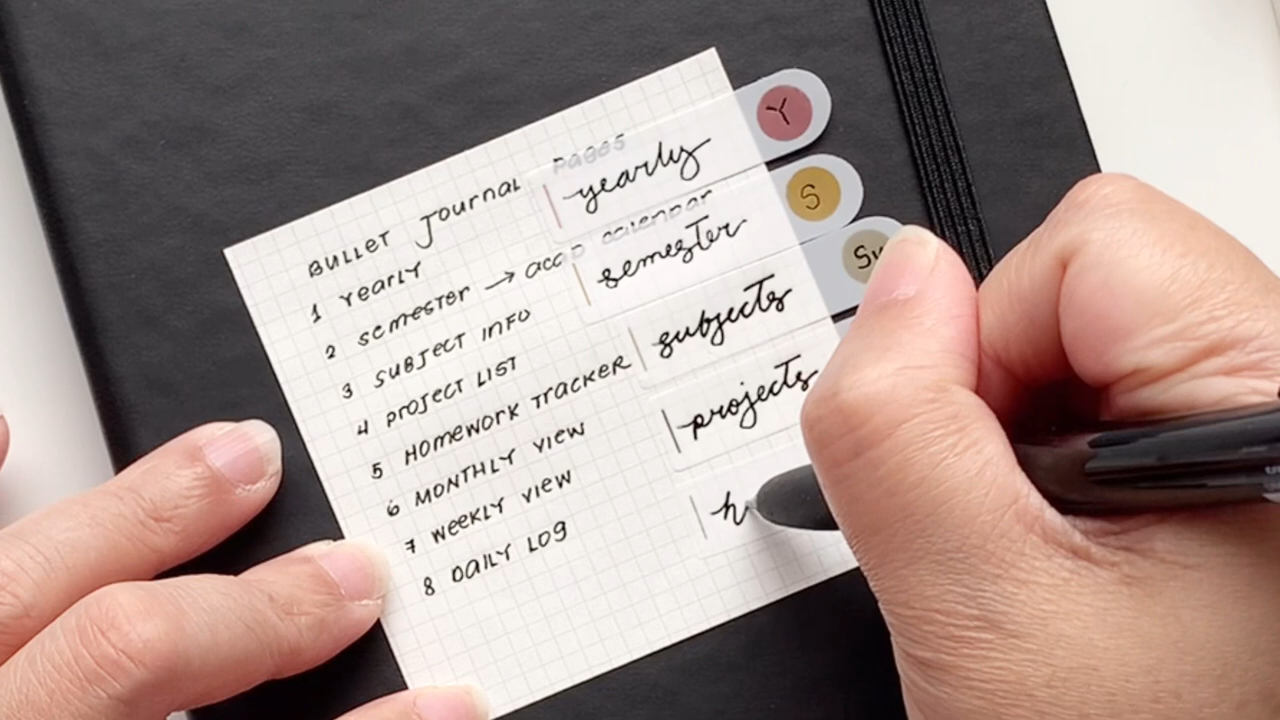 BULLET JOURNAL PAGES
1 YEARLY
2 SEMESTER → ACAD CALENDAR
3 SUBJECT INFO
4 PROJECT LIST
5 HOMEWORK TRACKER
6 MONTHLY VIEW
7 WEEKLY VIEW
8 DAILY LOG
yearly
Y
semester
S
subjects
Su
projects
h